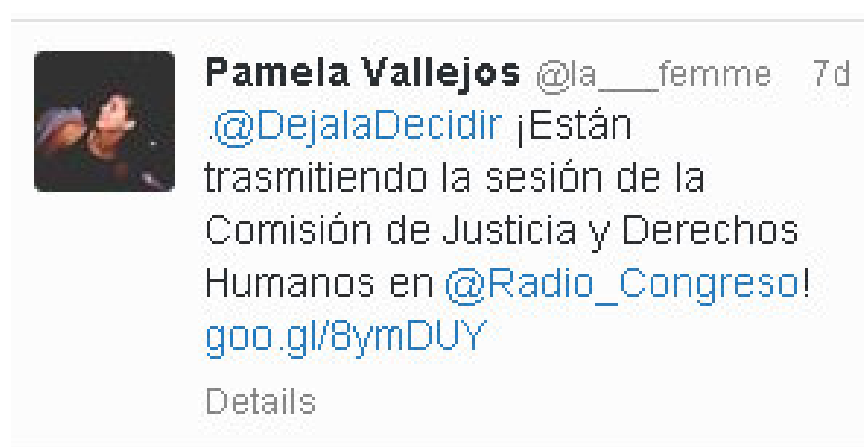 Pamela Vallejos @la___femme 7d
.@DejalaDecidir ¡Están
trasmitiendo la sesión de la
Comisión de Justicia y Derechos
Humanos en @Radio_Congreso!
goo.gl/8ymDUY
Details